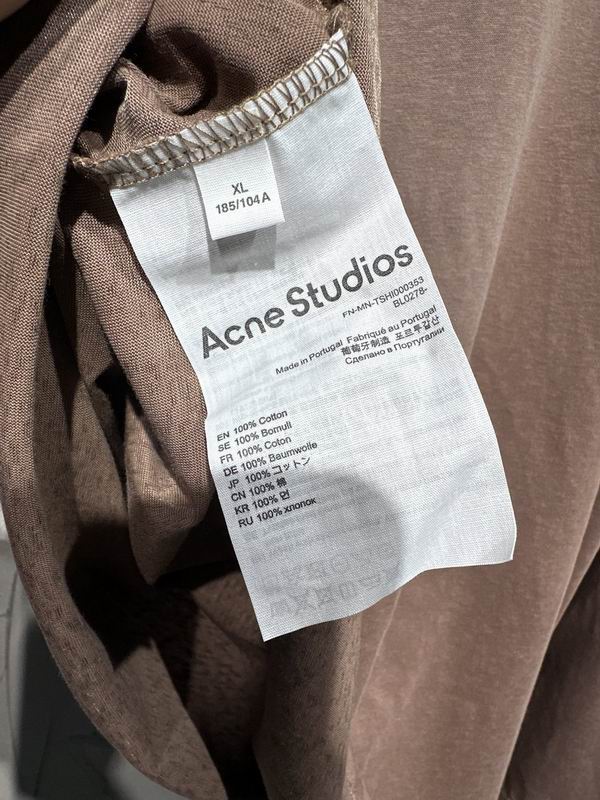 XL
185/104A
Acne Studios
FN-MN-TSHI000353
BL0278-
Made in Portugal Fabriqué au Portugal
葡萄牙制造 포르투갈산
Сделано в Португалии
EN 100% Cotton
SE 100% Bomull
FR 100% Coton
DE 100% Baumwolle
JP 100% コットン
CN 100% 棉
KR 100% 면
RU 100% хлопок